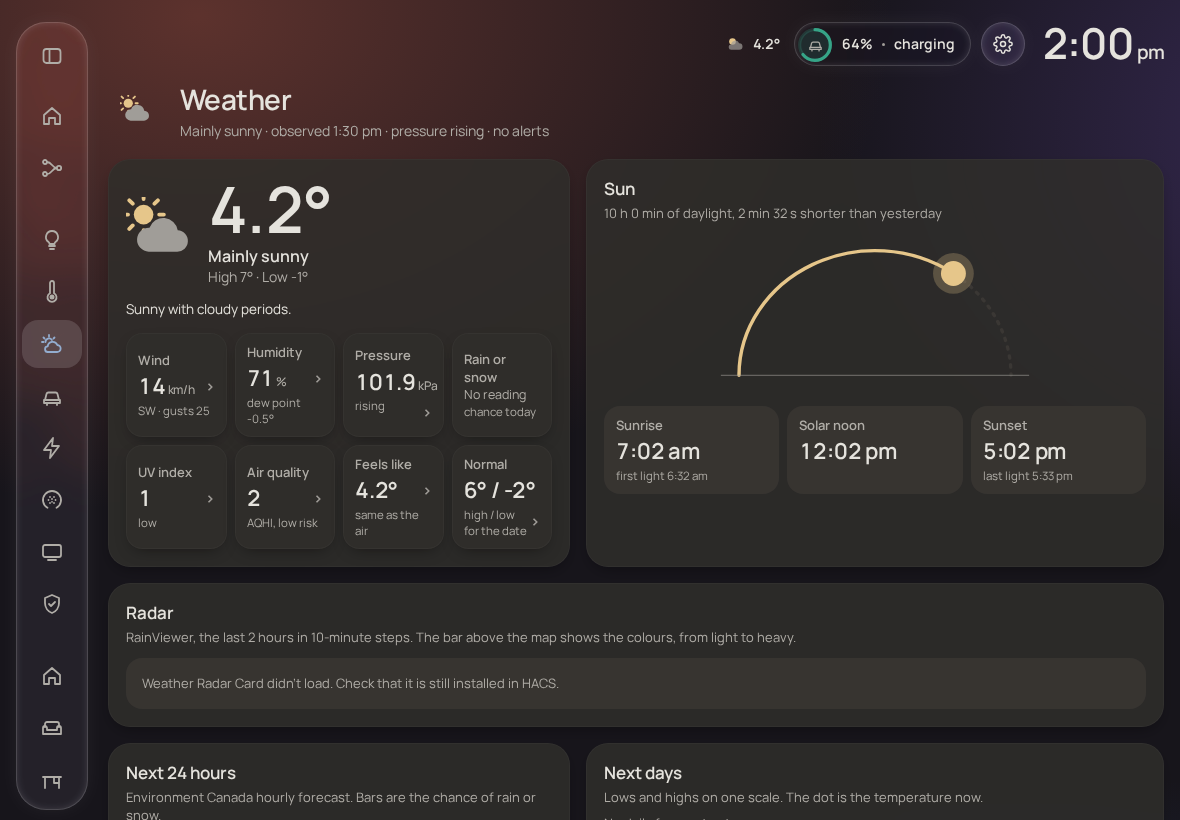 4.2°
64% • charging
2:00 pm
Weather
Mainly sunny · observed 1:30 pm · pressure rising · no alerts
4.2°
Mainly sunny
High 7° · Low -1°
Sunny with cloudy periods.
Wind
14 km/h
SW · gusts 25
Humidity
71 %
dew point
-0.5°
Pressure
101.9 kPa
rising
Rain or
snow
No reading
chance today
UV index
1
low
Air quality
2
AQHI, low risk
Feels like
4.2°
same as the
air
Normal
6° / -2°
high / low
for the date
Sun
10 h 0 min of daylight, 2 min 32 s shorter than yesterday
Sunrise
7:02 am
first light 6:32 am
Solar noon
12:02 pm
Sunset
5:02 pm
last light 5:33 pm
Radar
RainViewer, the last 2 hours in 10-minute steps. The bar above the map shows the colours, from light to heavy.
Weather Radar Card didn't load. Check that it is still installed in HACS.
Next 24 hours
Environment Canada hourly forecast. Bars are the chance of rain or
snow.
Next days
Lows and highs on one scale. The dot is the temperature now.